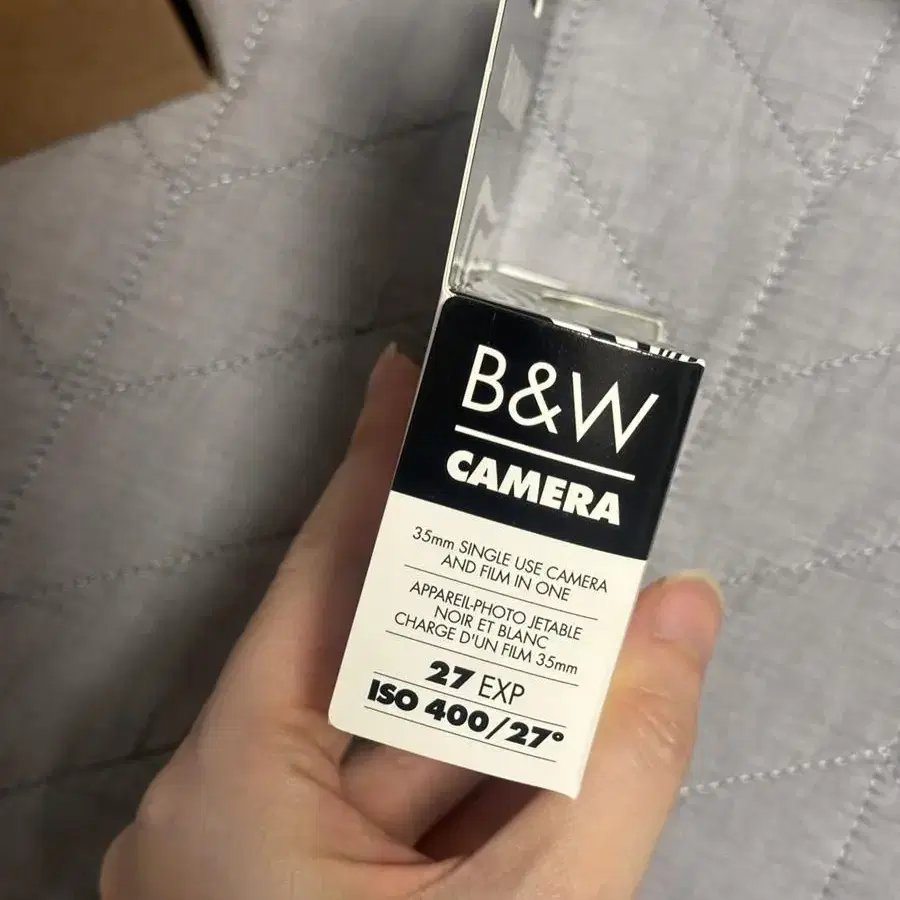 B&W
CAMERA
35mm SINGLE USE CAMERA
AND FILM IN ONE
APPAREIL-PHOTO JETABLE
NOIR ET BLANC
CHARGE D'UN FILM 35mm
27 EXP
ISO 400/27°